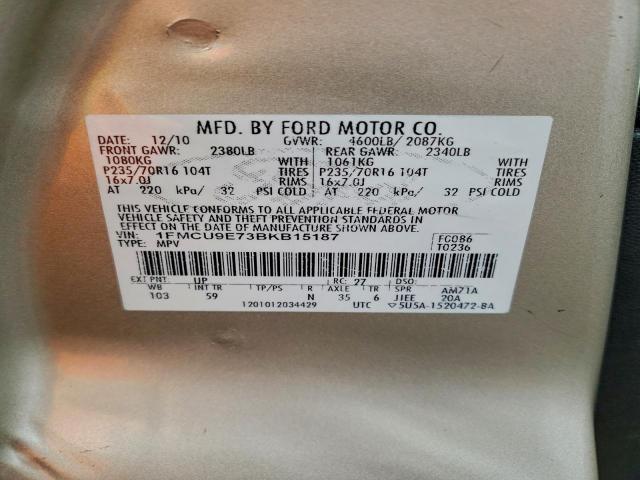 MFD. BY FORD MOTOR CO.
DATE: 12/10 GVWR: 4600LB/ 2087KG
FRONT GAWR: 2380LB REAR GAWR: 2340LB
1080KG WITH 1061KG WITH
P235/70R16 104T TIRES P235/70R16 104T TIRES
16x7.0J RIMS 16x7.0J RIMS
AT 220 kPa/ 32 PSI COLD AT 220 kPa/ 32 PSI COLD
THIS VEHICLE CONFORMS TO ALL APPLICABLE FEDERAL MOTOR
VEHICLE SAFETY AND THEFT PREVENTION STANDARDS IN
EFFECT ON THE DATE OF MANUFACTURE SHOWN ABOVE.
VIN: 1FMCU9E73BKB15187 FG0B6
TYPE: MPV T0236
EXT PNT: UP RC: 27 DSO:
WB INT TR TP/PS R AXLE TR SPR AM71A
103 59 N 35 6 JIEE 20A
1201012034429 UTC ▽5U5A-1520472-BA